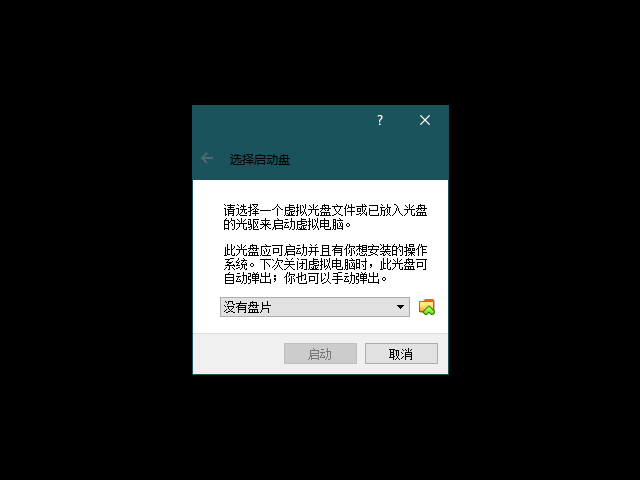 ?
选择启动盘
请选择一个虚拟光盘文件或已放入光盘
的光驱来启动虚拟电脑。
此光盘应可启动并且有你想安装的操作
系统。下次关闭虚拟电脑时，此光盘可
自动弹出；你也可以手动弹出。
没有盘片
启动
取消